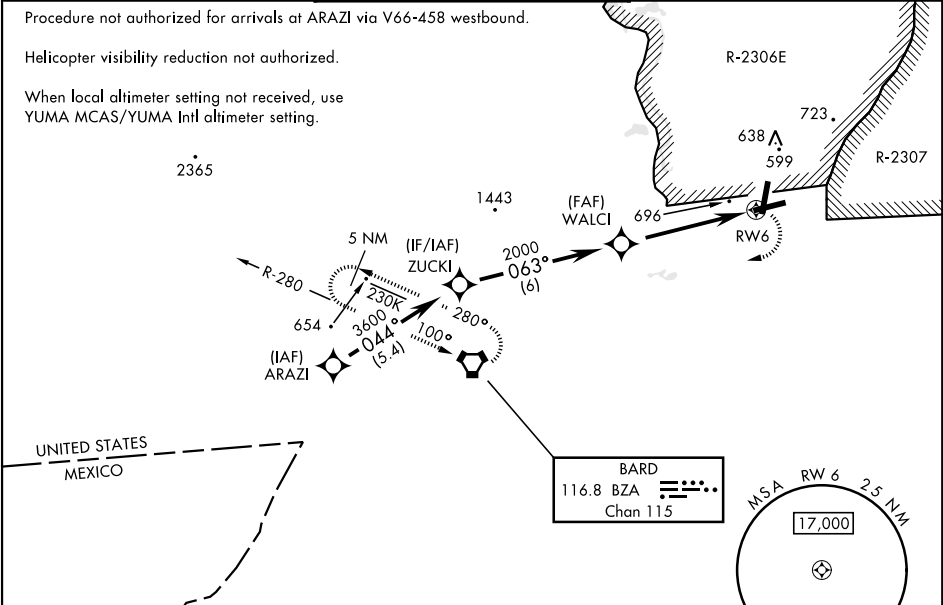 Procedure not authorized for arrivals at ARAZI via V66-458 westbound.
Helicopter visibility reduction not authorized.
When local altimeter setting not received, use
YUMA MCAS/YUMA Intl altimeter setting.
R-2306E
723
638
599
R-2307
2365
1443
(FAF)
WALCI
696
RW6
5 NM
(IF/IAF)
ZUCKI
2000
063°
(6)
R-280
230K
280°
654
3600
044°
(5.4)
100°
(IAF)
ARAZI
UNITED STATES
MEXICO
BARD
116.8 BZA
Chan 115
MSA RW 6 25 NM
17,000